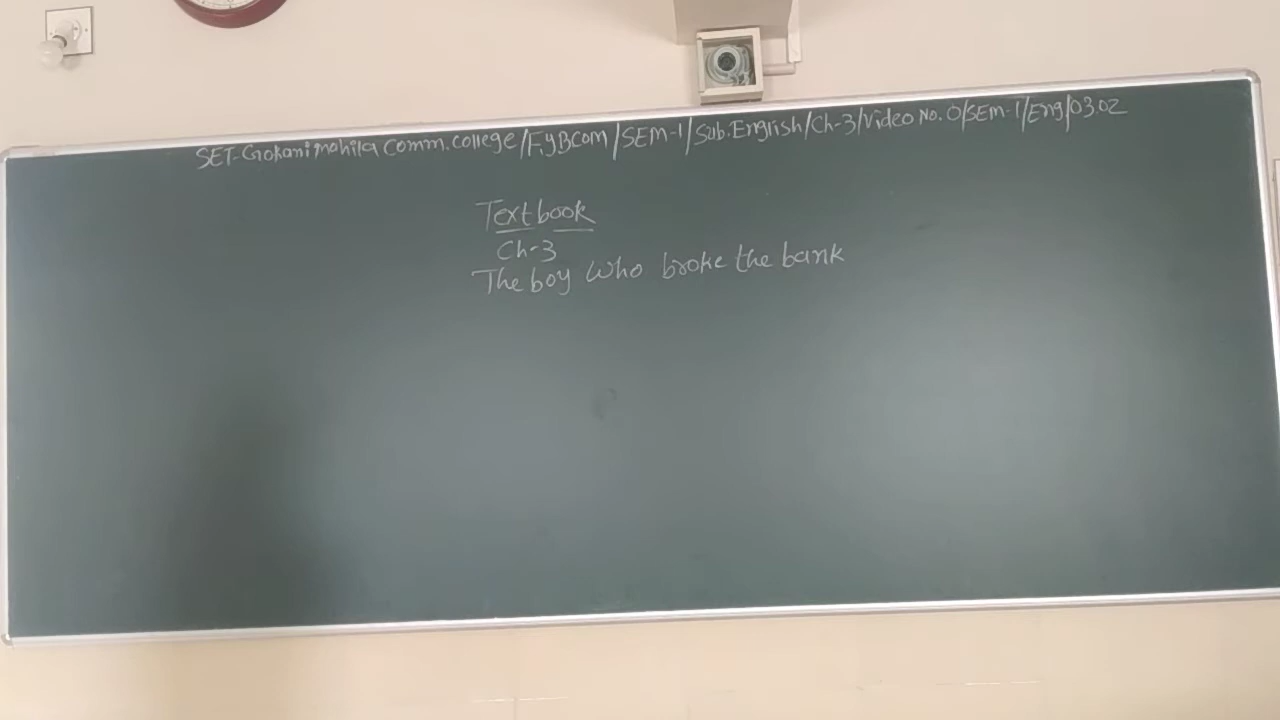 SET-Gokani mahila Comm. College/F.yBCom/SEM-1/Sub.English/Ch-3/Video No. 0/SEM-1/Eng/03.02
Textbook
Ch-3
The boy who broke the bank